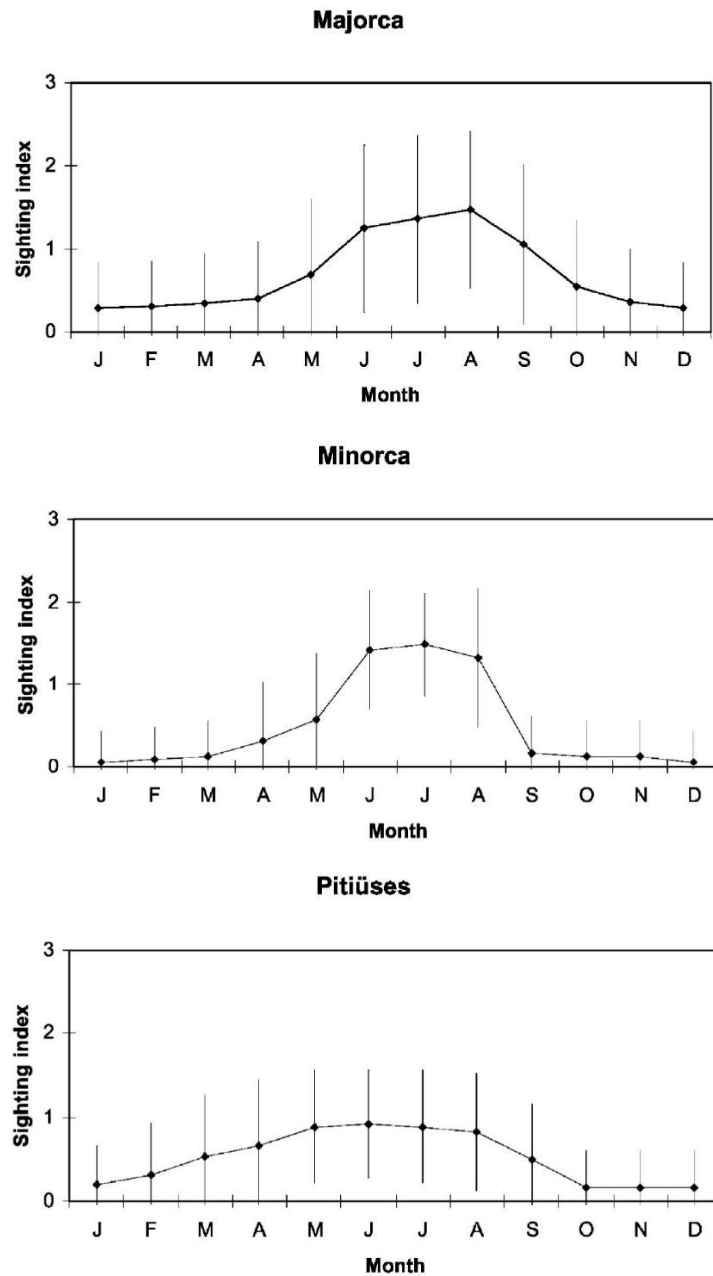 Majorca
3
2
1
0
Sighting index
J F M A M J J A S O N D
Month
Minorca
3
2
1
0
Sighting index
J F M A M J J A S O N D
Month
Pitiüses
3
2
1
0
Sighting index
J F M A M J J A S O N D
Month